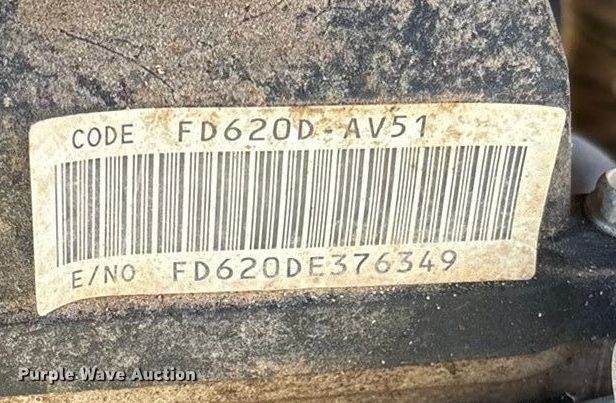 CODE FD620D-AV51
E/NO FD620DE376349
Purple Wave Auction